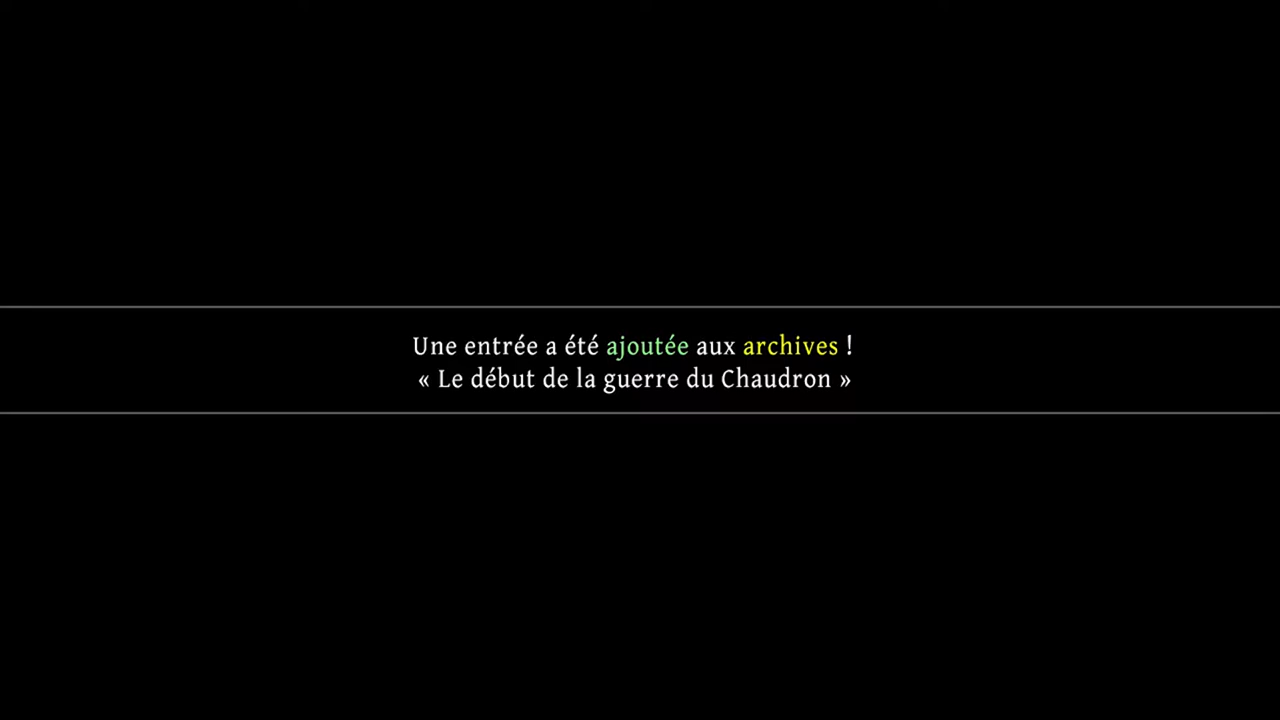 Une entrée a été ajoutée aux archives !
« Le début de la guerre du Chaudron »